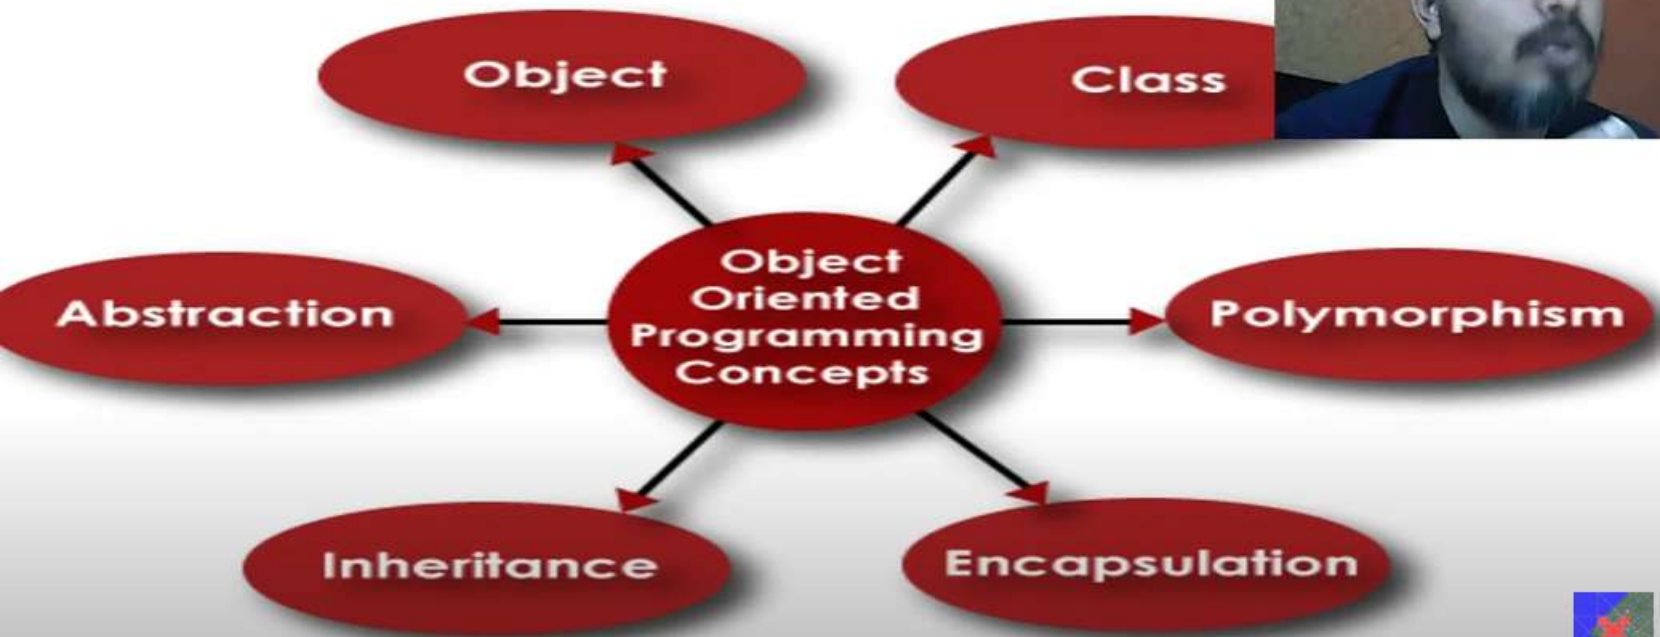 Object
Class
Object
Oriented
Programming
Concepts
Abstraction
Polymorphism
Inheritance
Encapsulation